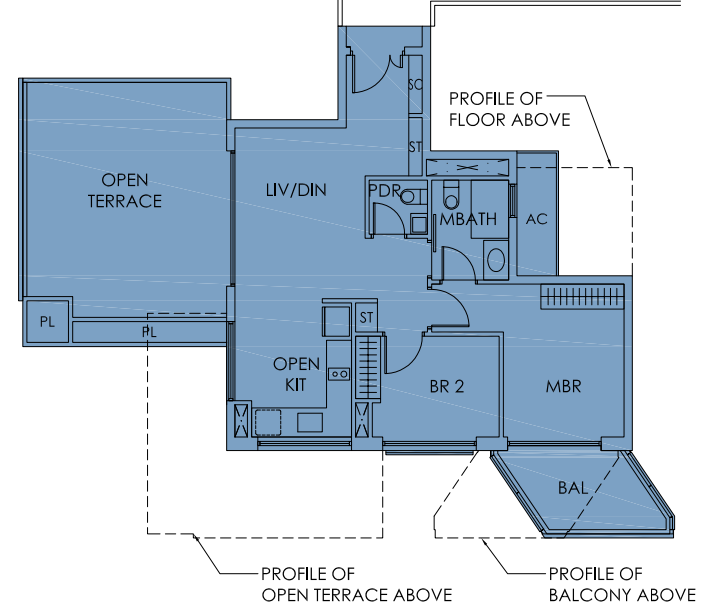 SC
PROFILE OF
FLOOR ABOVE
ST
OPEN
TERRACE
LIV/DIN
PDR
MBATH
AC
PL
PL
ST
OPEN
KIT
BR 2
MBR
BAL
PROFILE OF
OPEN TERRACE ABOVE
PROFILE OF
BALCONY ABOVE